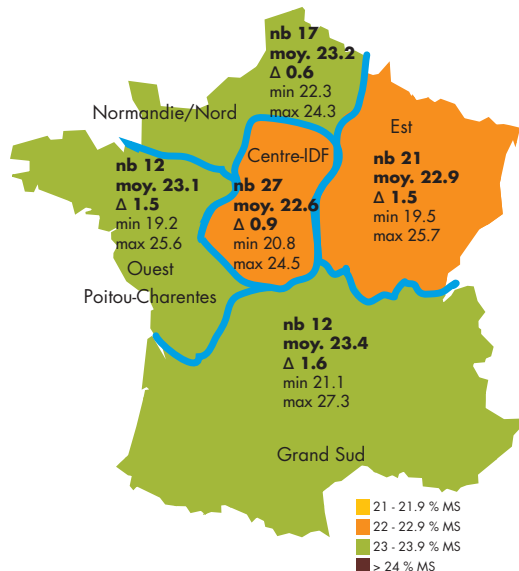 nb 17
moy. 23.2
Δ 0.6
min 22.3
max 24.3
Normandie/Nord
Est
nb 21
moy. 22.9
Δ 1.5
min 19.5
max 25.7
Centre-IDF
nb 27
moy. 22.6
Δ 0.9
min 20.8
max 24.5
nb 12
moy. 23.1
Δ 1.5
min 19.2
max 25.6
Ouest
Poitou-Charentes
nb 12
moy. 23.4
Δ 1.6
min 21.1
max 27.3
Grand Sud
21 - 21.9 % MS
22 - 22.9 % MS
23 - 23.9 % MS
> 24 % MS